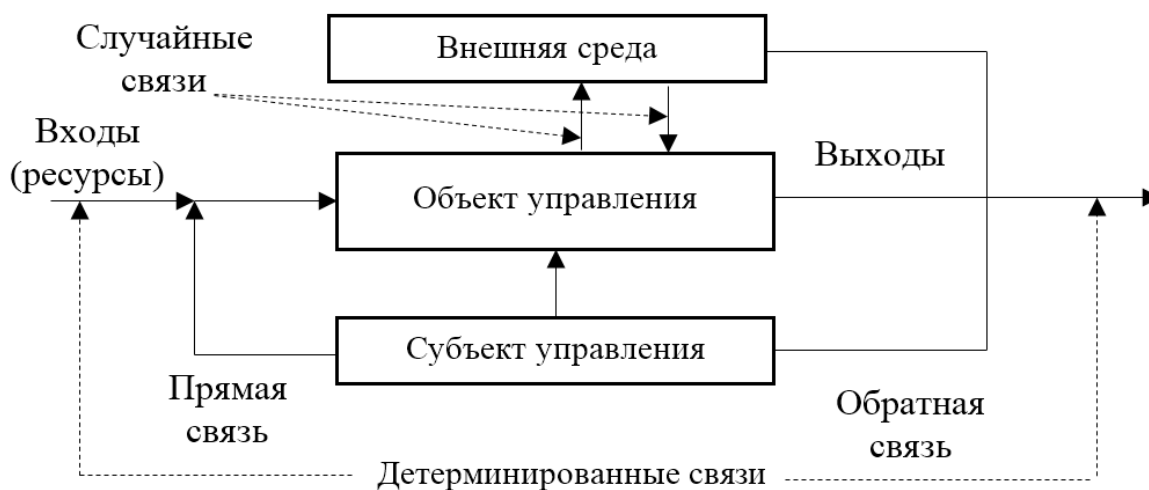 Случайные
связи
Внешняя среда
Входы
(ресурсы)
Объект управления
Выходы
Субъект управления
Прямая
связь
Обратная
связь
Детерминированные связи